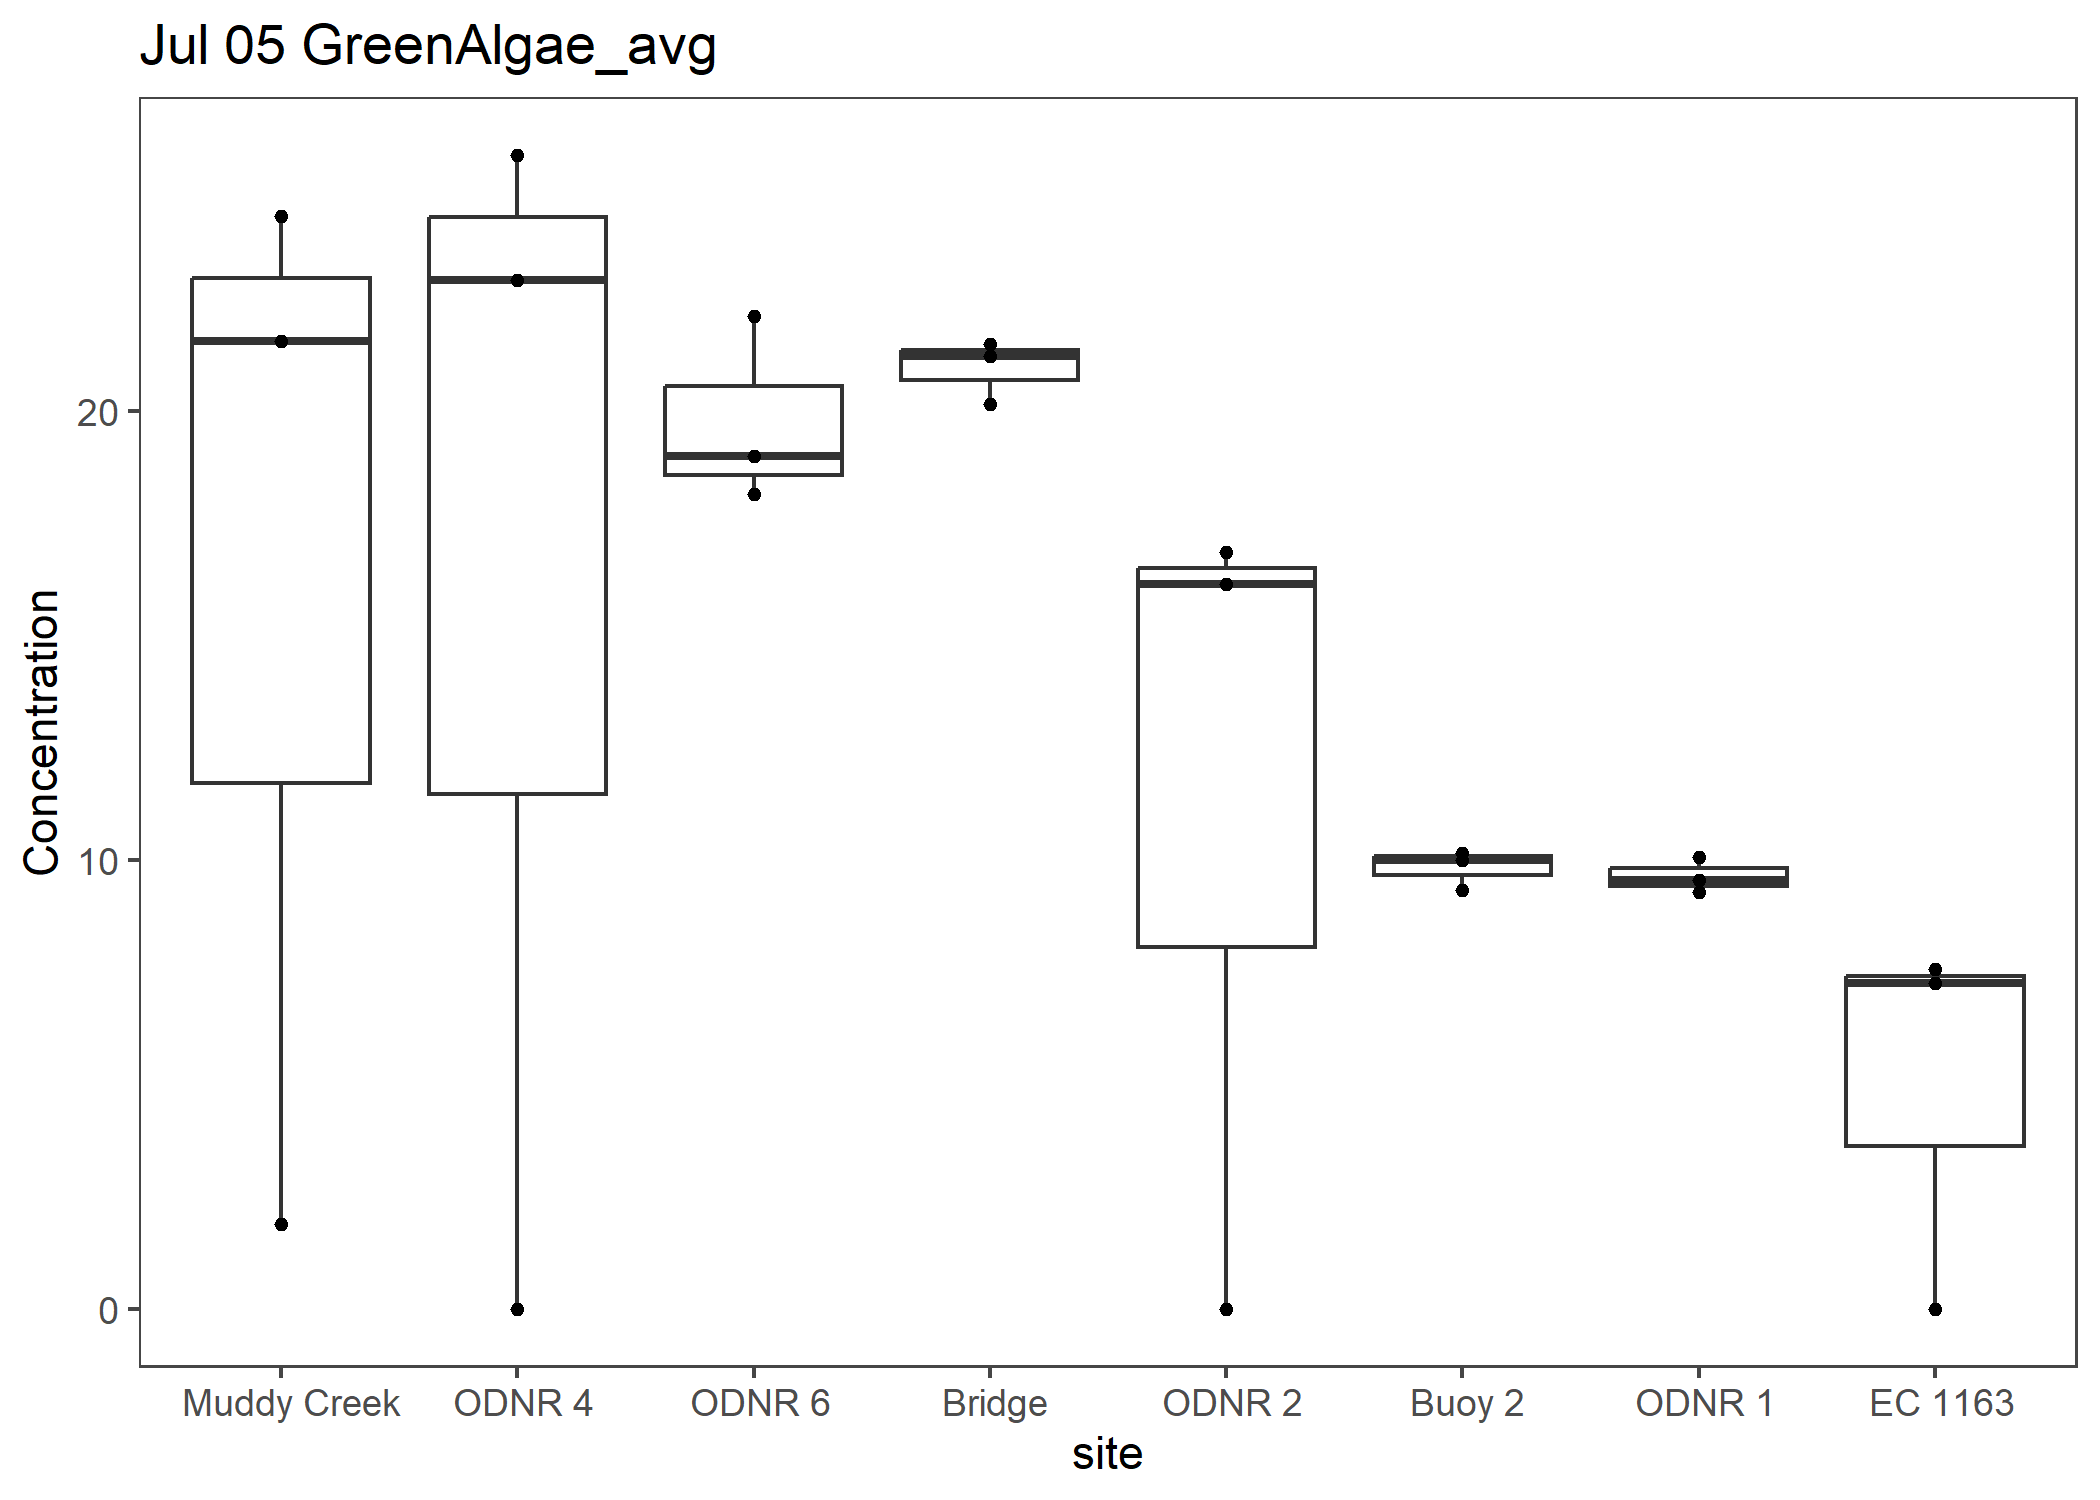 Jul 05 GreenAlgae_avg
Concentration
20
10
0
Muddy Creek ODNR 4 ODNR 6 Bridge ODNR 2 Buoy 2 ODNR 1 EC 1163
site